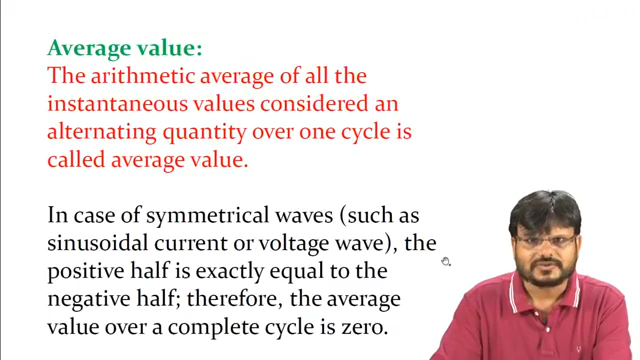 Average value:
The arithmetic average of all the
instantaneous values considered an
alternating quantity over one cycle is
called average value.
In case of symmetrical waves (such as
sinusoidal current or voltage wave), the
positive half is exactly equal to the
negative half; therefore, the average
value over a complete cycle is zero.